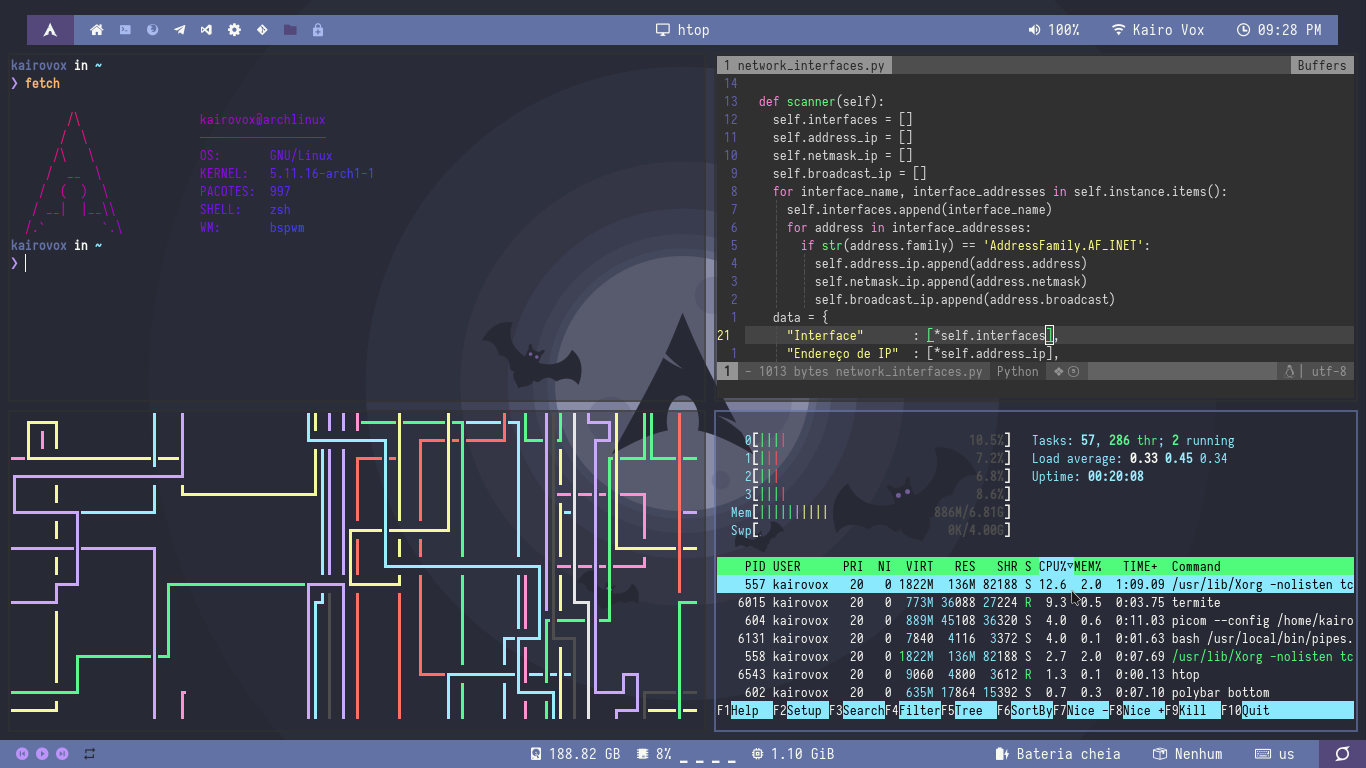 htop
100%
Kairo Vox
09:28 PM
kairovox in ~
❯ fetch
kairovox@archlinux
OS: GNU/Linux
KERNEL: 5.11.16-arch1-1
PACOTES: 997
SHELL: zsh
WM: bspwm
kairovox in ~
❯
1 network_interfaces.py Buffers
14
13 def scanner(self):
12 self.interfaces = []
11 self.address_ip = []
10 self.netmask_ip = []
9 self.broadcast_ip = []
8 for interface_name, interface_addresses in self.instance.items():
7 self.interfaces.append(interface_name)
6 for address in interface_addresses:
5 if str(address.family) == 'AddressFamily.AF_INET':
4 self.address_ip.append(address.address)
3 self.netmask_ip.append(address.netmask)
2 self.broadcast_ip.append(address.broadcast)
1 data = {
21 "Interface" : [*self.interfaces],
1 "Endereço de IP" : [*self.address_ip],
1 - 1013 bytes network_interfaces.py Python utf-8
0[|||| 10.5%]
1[||| 7.2%]
2[||| 6.8%]
3[|||| 8.6%]
Mem[|||||||||| 886M/6.81G]
Swp[ 0K/4.00G]
Tasks: 57, 286 thr; 2 running
Load average: 0.33 0.45 0.34
Uptime: 00:20:08
PID USER PRI NI VIRT RES SHR S CPU%▽MEM% TIME+ Command
557 kairovox 20 0 1822M 136M 82188 S 12.6 2.0 1:09.09 /usr/lib/Xorg -nolisten tc
6015 kairovox 20 0 773M 36088 27224 R 9.3 0.5 0:03.75 termite
604 kairovox 20 0 889M 45108 36320 S 4.0 0.6 0:11.03 picom --config /home/kairo
6131 kairovox 20 0 7840 4116 3372 S 4.0 0.1 0:01.63 bash /usr/local/bin/pipes.
558 kairovox 20 0 1822M 136M 82188 S 2.7 2.0 0:07.69 /usr/lib/Xorg -nolisten tc
6543 kairovox 20 0 9060 4800 3612 R 1.3 0.1 0:00.13 htop
602 kairovox 20 0 635M 17864 15392 S 0.7 0.3 0:07.10 polybar bottom
F1Help F2Setup F3SearchF4FilterF5Tree F6SortByF7Nice -F8Nice +F9Kill F10Quit
188.82 GB
8% _ _ _ _
1.10 GiB
Bateria cheia
Nenhum
us